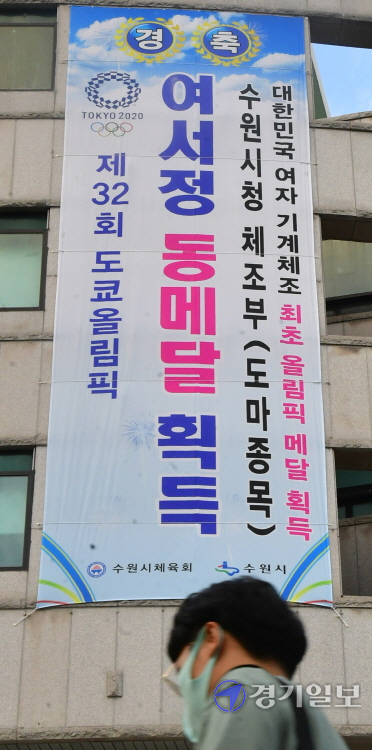 경 축
TOKYO 2020
대한민국 여자 기계체조 최초 올림픽 메달 획득
수원시청 체조부(도마종목)
여서정 동메달 획득
제32회 도쿄올림픽
수원시체육회
수원시
경기일보